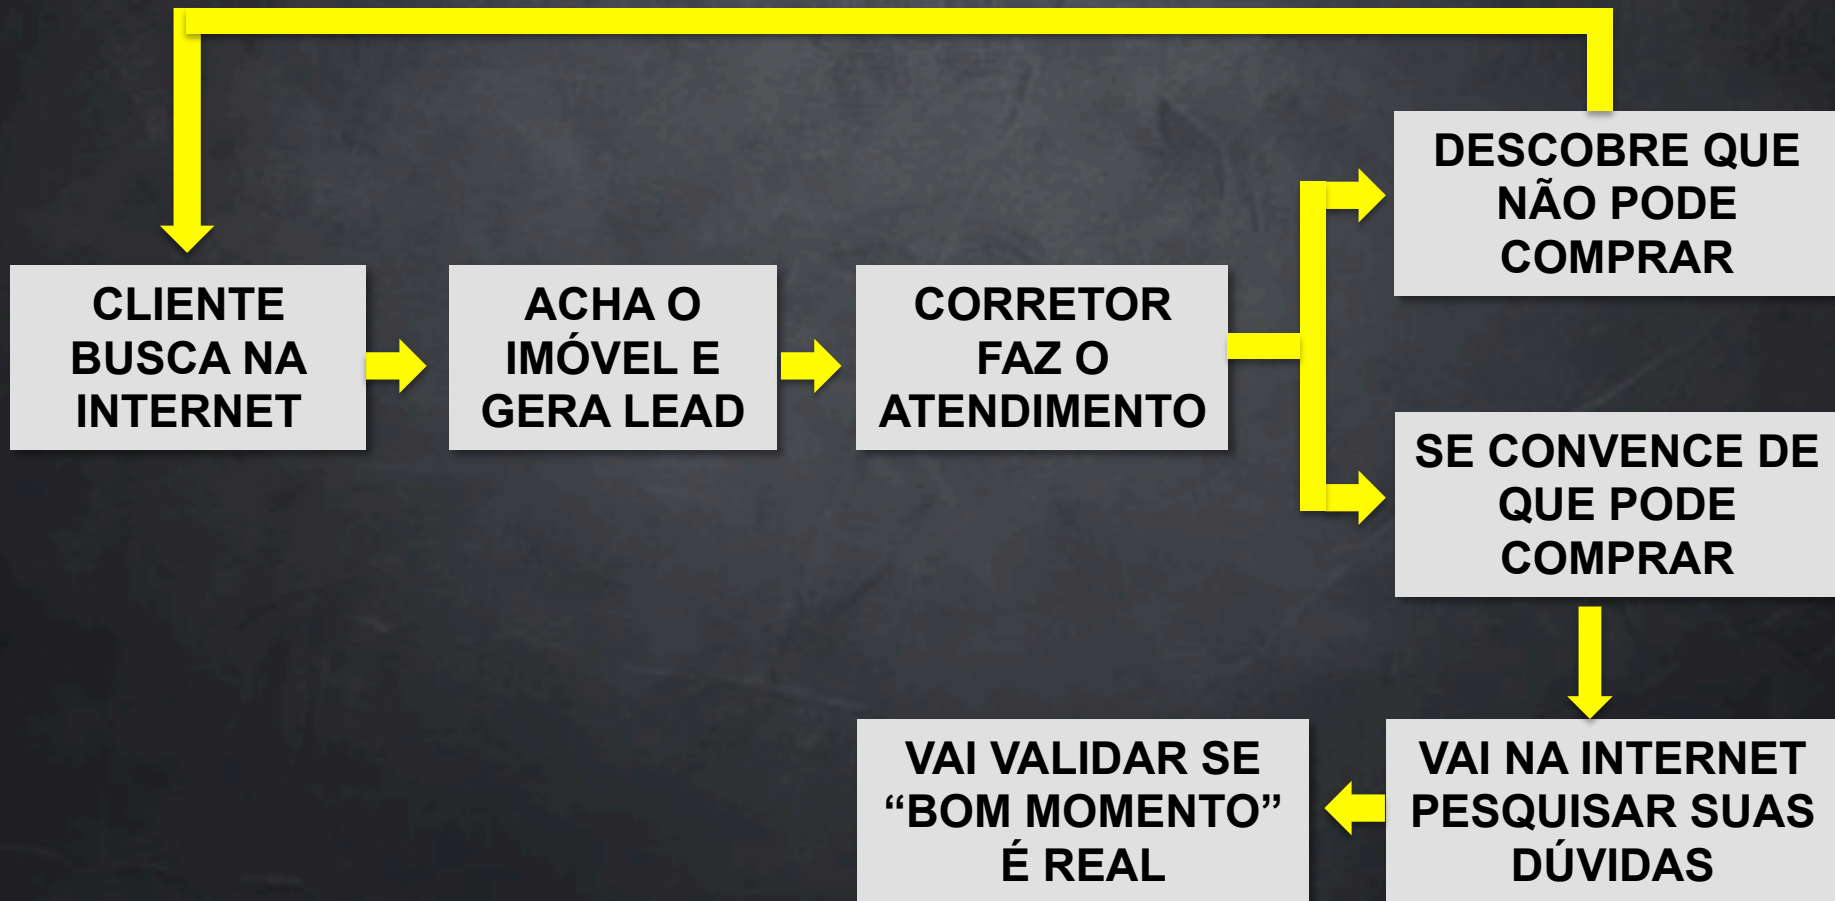 CLIENTE
BUSCA NA
INTERNET
ACHA O
IMÓVEL E
GERA LEAD
CORRETOR
FAZ O
ATENDIMENTO
DESCOBRE QUE
NÃO PODE
COMPRAR
SE CONVENCE DE
QUE PODE
COMPRAR
VAI NA INTERNET
PESQUISAR SUAS
DÚVIDAS
VAI VALIDAR SE
“BOM MOMENTO”
É REAL